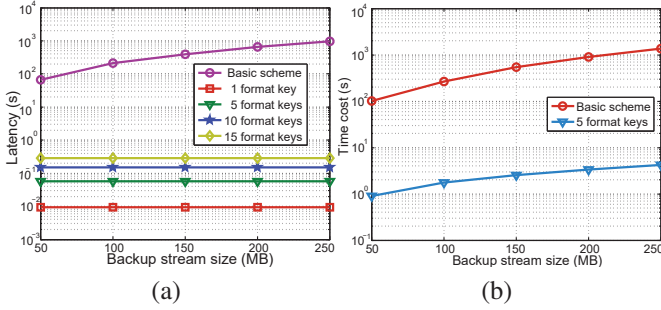 10^4
10^3
10^2
10^1
10^0
10^-1
10^-2
10^-3
Latency (s)
Basic scheme
1 format key
5 format keys
10 format keys
15 format keys
50 100 150 200 250
Backup stream size (MB)
(a)
10^4
10^3
10^2
10^1
10^0
10^-1
Time cost (s)
Basic scheme
5 format keys
50 100 150 200 250
Backup stream size (MB)
(b)